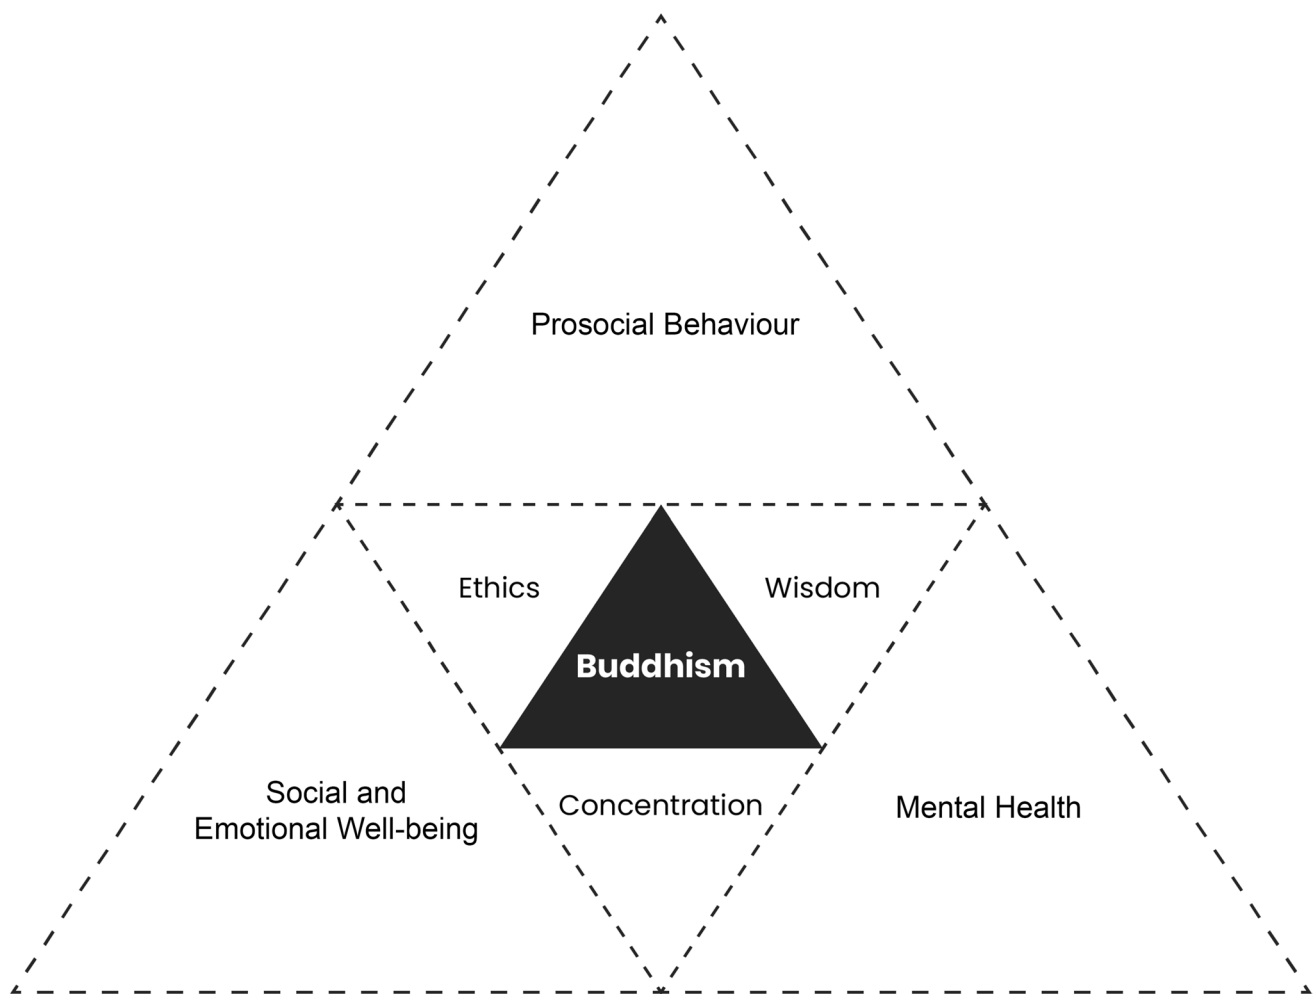 Prosocial Behaviour
Ethics
Wisdom
Buddhism
Social and
Emotional Well-being
Concentration
Mental Health